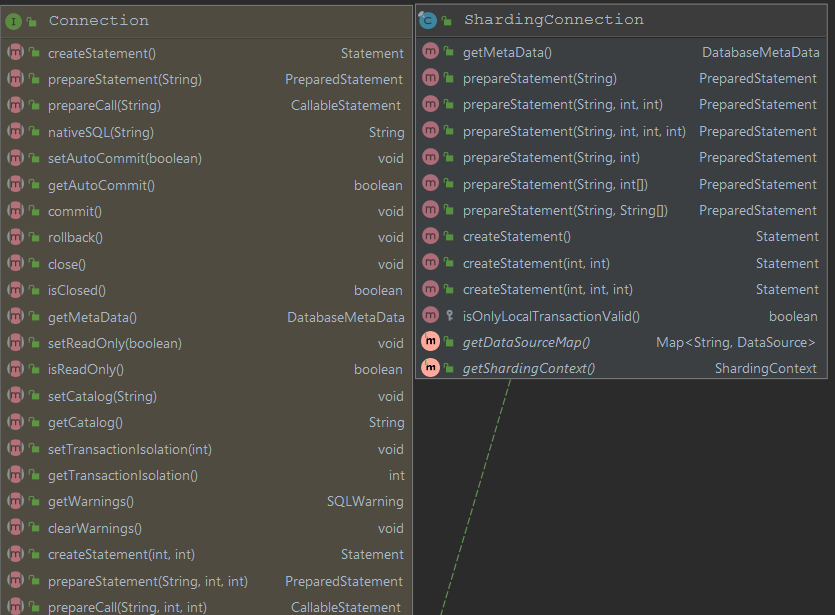 I Connection
m createStatement() Statement
m prepareStatement(String) PreparedStatement
m prepareCall(String) CallableStatement
m nativeSQL(String) String
m setAutoCommit(boolean) void
m getAutoCommit() boolean
m commit() void
m rollback() void
m close() void
m isClosed() boolean
m getMetaData() DatabaseMetaData
m setReadOnly(boolean) void
m isReadOnly() boolean
m setCatalog(String) void
m getCatalog() String
m setTransactionIsolation(int) void
m getTransactionIsolation() int
m getWarnings() SQLWarning
m clearWarnings() void
m createStatement(int, int) Statement
m prepareStatement(String, int, int) PreparedStatement
m prepareCall(String, int, int) CallableStatement
C ShardingConnection
m getMetaData() DatabaseMetaData
m prepareStatement(String) PreparedStatement
m prepareStatement(String, int, int) PreparedStatement
m prepareStatement(String, int, int, int) PreparedStatement
m prepareStatement(String, int) PreparedStatement
m prepareStatement(String, int[]) PreparedStatement
m prepareStatement(String, String[]) PreparedStatement
m createStatement() Statement
m createStatement(int, int) Statement
m createStatement(int, int, int) Statement
m isOnlyLocalTransactionValid() boolean
m getDataSourceMap() Map<String, DataSource>
m getShardingContext() ShardingContext